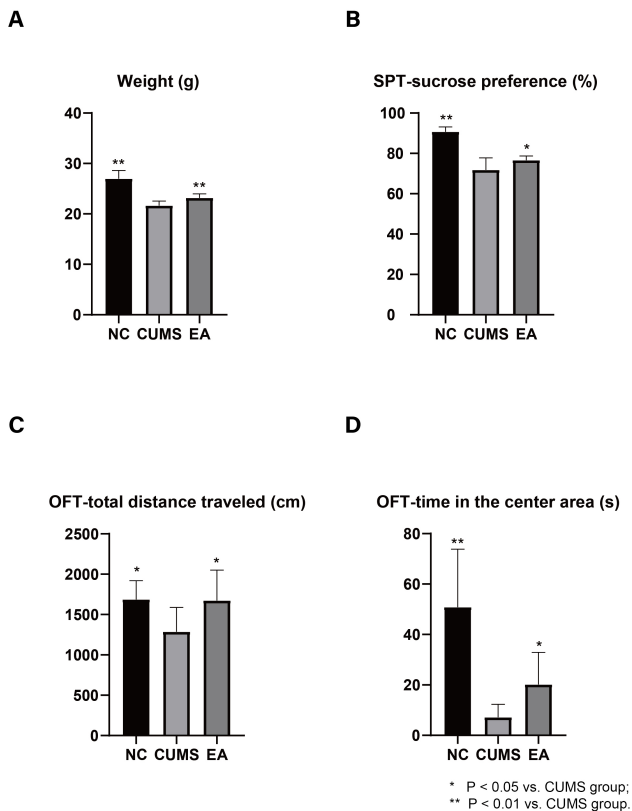 A
B
Weight (g)
SPT-sucrose preference (%)
40
30
20
10
0
**
**
NC CUMS EA
100
80
60
40
20
0
**
*
NC CUMS EA
C
D
OFT-total distance traveled (cm)
OFT-time in the center area (s)
2500
2000
1500
1000
500
0
*
*
NC CUMS EA
80
60
40
20
0
**
*
NC CUMS EA
* P < 0.05 vs. CUMS group;
** P < 0.01 vs. CUMS group.